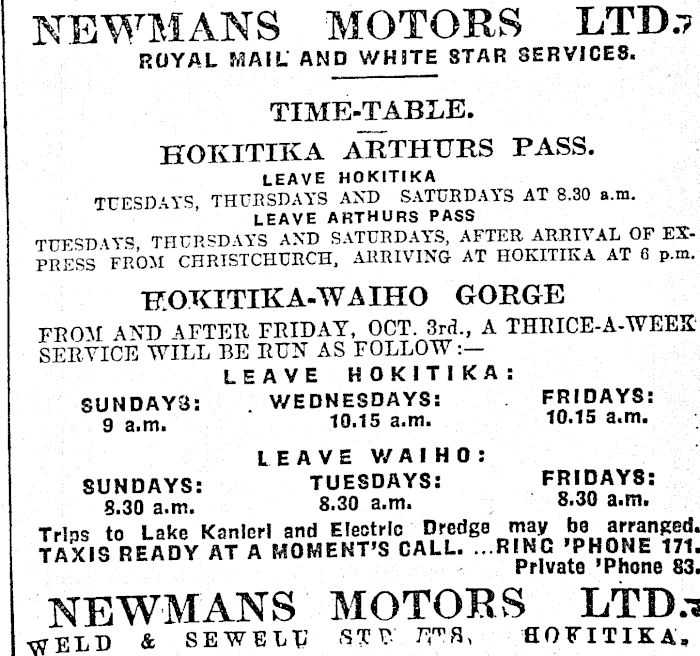 NEWMANS MOTORS LTD.,
ROYAL MAIL AND WHITE STAR SERVICES.
TIME-TABLE.
HOKITIKA ARTHURS PASS.
LEAVE HOKITIKA
TUESDAYS, THURSDAYS AND SATURDAYS AT 8.30 a.m.
LEAVE ARTHURS PASS
TUESDAYS, THURSDAYS AND SATURDAYS, AFTER ARRIVAL OF EX-
PRESS FROM CHRISTCHURCH, ARRIVING AT HOKITIKA AT 6 p.m.
HOKITIKA-WAIHO GORGE
FROM AND AFTER FRIDAY, OCT. 3rd., A THRICE-A-WEEK
SERVICE WILL BE RUN AS FOLLOW:—
LEAVE HOKITIKA:
SUNDAYS: WEDNESDAYS: FRIDAYS:
9 a.m. 10.15 a.m. 10.15 a.m.
LEAVE WAIHO:
SUNDAYS: TUESDAYS: FRIDAYS:
8.30 a.m. 8.30 a.m. 8.30 a.m.
Trips to Lake Kanieri and Electric Dredge may be arranged.
TAXIS READY AT A MOMENT'S CALL. ...RING 'PHONE 171.
Private 'Phone 83.
NEWMANS MOTORS LTD.,
WELD & SEWELL STREETS, HOKITIKA,